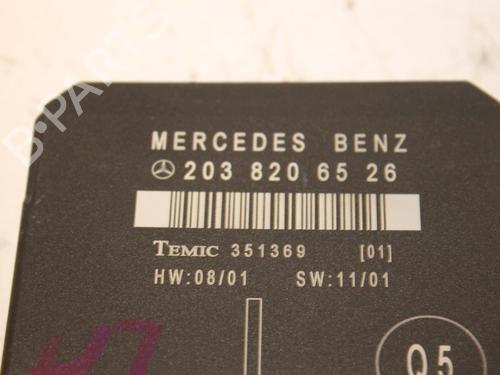 B-PARTS
MERCEDES BENZ
203 820 65 26
TEMIC 351369 [01]
HW:08/01 SW:11/01
Q5